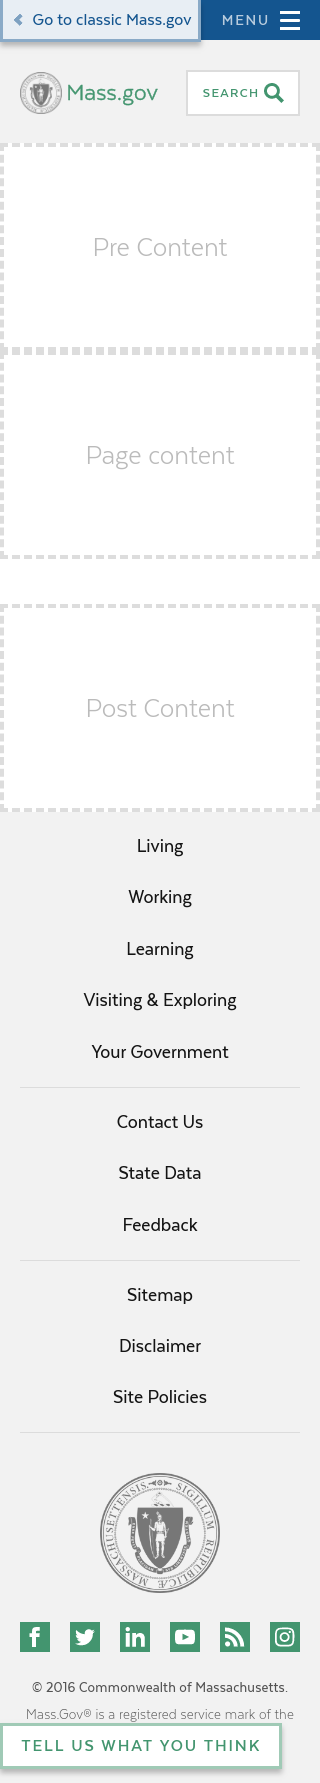 Go to classic Mass.gov
MENU
Mass.gov
SEARCH
Pre Content
Page content
Post Content
Living
Working
Learning
Visiting & Exploring
Your Government
Contact Us
State Data
Feedback
Sitemap
Disclaimer
Site Policies
© 2016 Commonwealth of Massachusetts.
Mass.Gov® is a registered service mark of the
TELL US WHAT YOU THINK